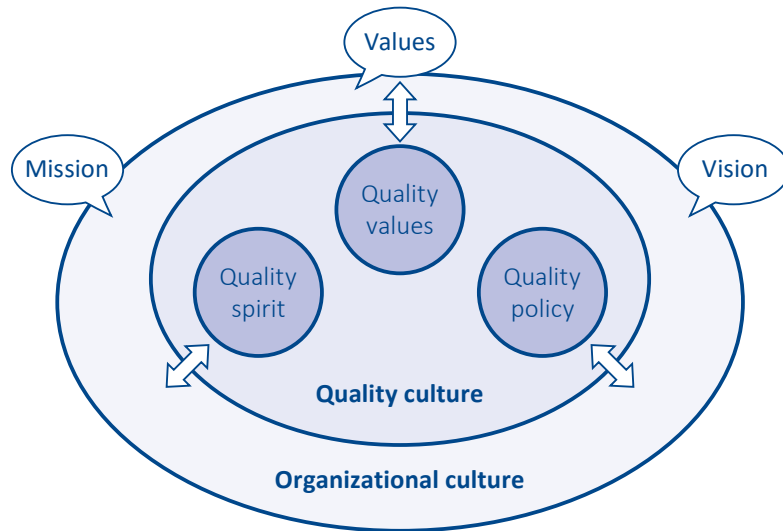 Values
Mission
Vision
Quality
values
Quality
spirit
Quality
policy
Quality culture
Organizational culture